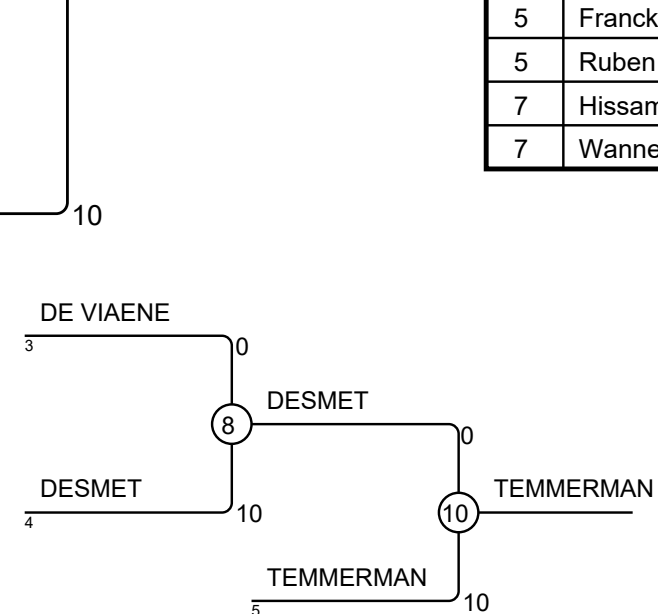 5 Franck
5 Ruben
7 Hissam
7 Wanne
10
DE VIAENE
3
0
DESMET
8
0
DESMET
4
10
10
TEMMERMAN
TEMMERMAN
5
10